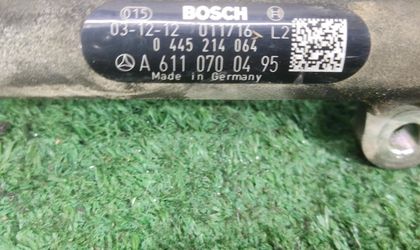 015 BOSCH
03-12-12 011/16 L2
0 445 214 064
A 611 070 04 95
Made in Germany